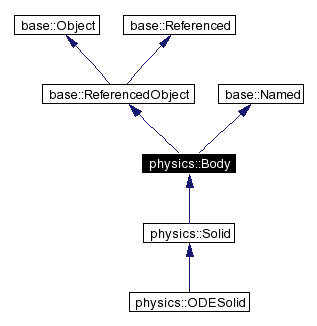 base::Object
base::Referenced
base::ReferencedObject
base::Named
physics::Body
physics::Solid
physics::ODESolid